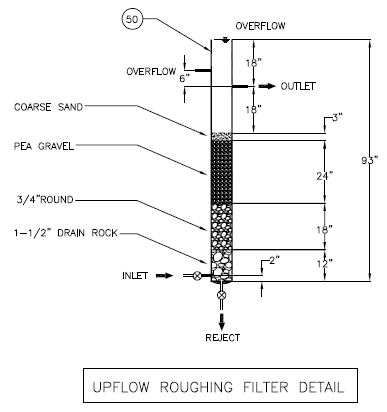 50
OVERFLOW
OVERFLOW
18"
6"
OUTLET
COARSE SAND
18"
3"
PEA GRAVEL
93"
24"
3/4"ROUND
18"
1-1/2" DRAIN ROCK
12"
INLET
2"
REJECT
UPFLOW ROUGHING FILTER DETAIL